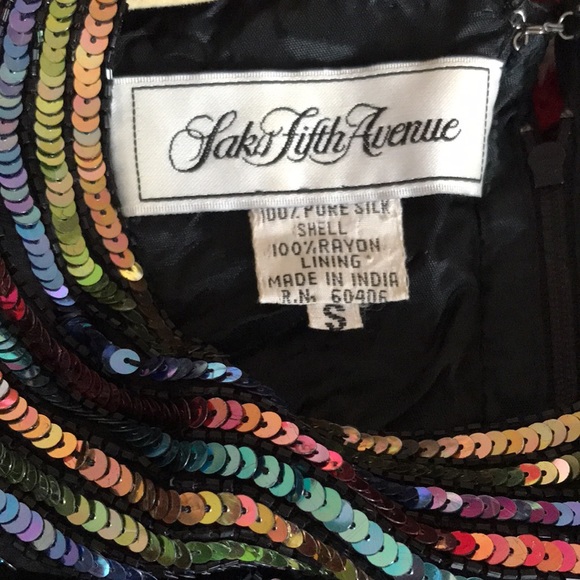 Saks Fifth Avenue
100% PURE SILK
SHELL
100% RAYON
LINING
MADE IN INDIA
R.N. 60406
S